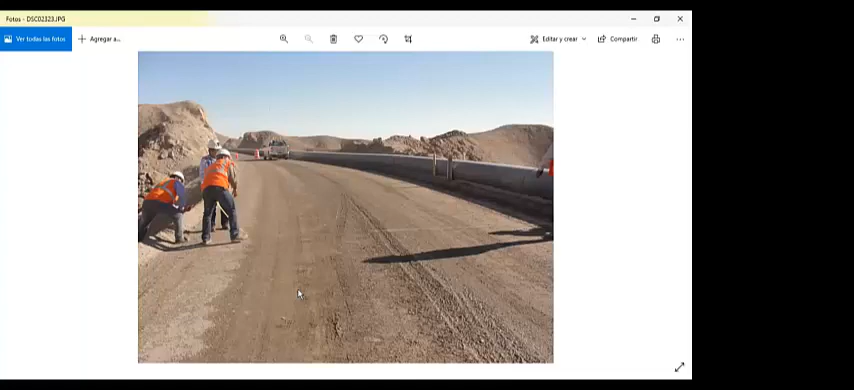 Fotos - DSC02323.JPG
Ver todas las fotos
Agregar a...
Editar y crear
Compartir